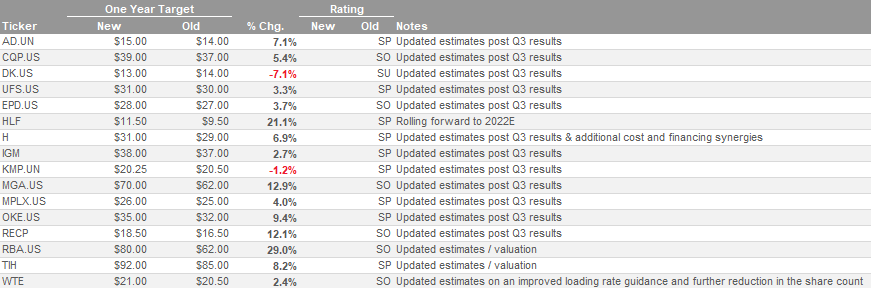 One Year Target Rating
Ticker New Old % Chg. New Old Notes
AD.UN $15.00 $14.00 7.1% SP Updated estimates post Q3 results
CQP.US $39.00 $37.00 5.4% SO Updated estimates post Q3 results
DK.US $13.00 $14.00 -7.1% SU Updated estimates post Q3 results
UFS.US $31.00 $30.00 3.3% SP Updated estimates post Q3 results
EPD.US $28.00 $27.00 3.7% SO Updated estimates post Q3 results
HLF $11.50 $9.50 21.1% SP Rolling forward to 2022E
H $31.00 $29.00 6.9% SP Updated estimates post Q3 results & additional cost and financing synergies
IGM $38.00 $37.00 2.7% SP Updated estimates post Q3 results
KMP.UN $20.25 $20.50 -1.2% SP Updated estimates post Q3 results
MGA.US $70.00 $62.00 12.9% SO Updated estimates post Q3 results
MPLX.US $26.00 $25.00 4.0% SP Updated estimates post Q3 results
OKE.US $35.00 $32.00 9.4% SP Updated estimates post Q3 results
RECP $18.50 $16.50 12.1% SO Updated estimates post Q3 results
RBA.US $80.00 $62.00 29.0% SO Updated estimates / valuation
TIH $92.00 $85.00 8.2% SP Updated estimates / valuation
WTE $21.00 $20.50 2.4% SO Updated estimates on an improved loading rate guidance and further reduction in the share count